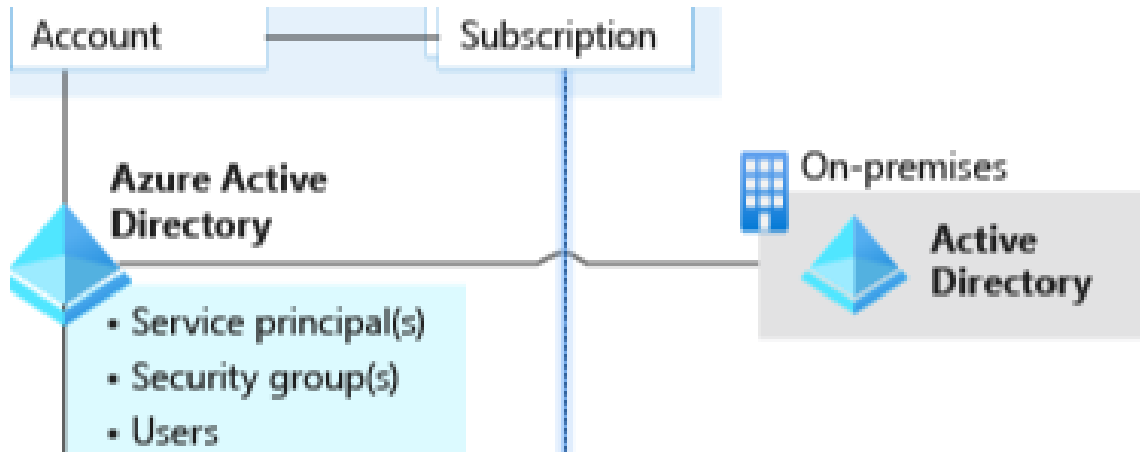 Account
Subscription
Azure Active
Directory
On-premises
Active
Directory
• Service principal(s)
• Security group(s)
• Users